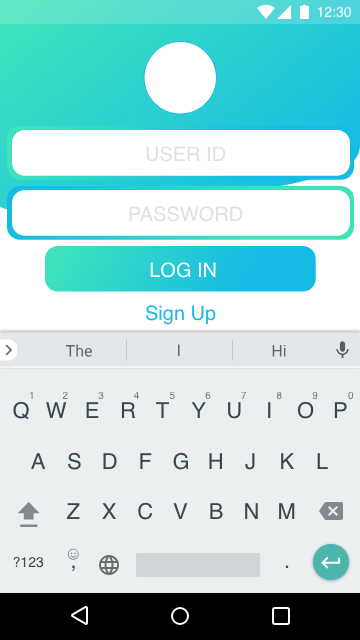 12:30
USER ID
PASSWORD
LOG IN
Sign Up
The I Hi
1 2 3 4 5 6 7 8 9 0
Q W E R T Y U I O P
A S D F G H J K L
Z X C V B N M
?123 , .